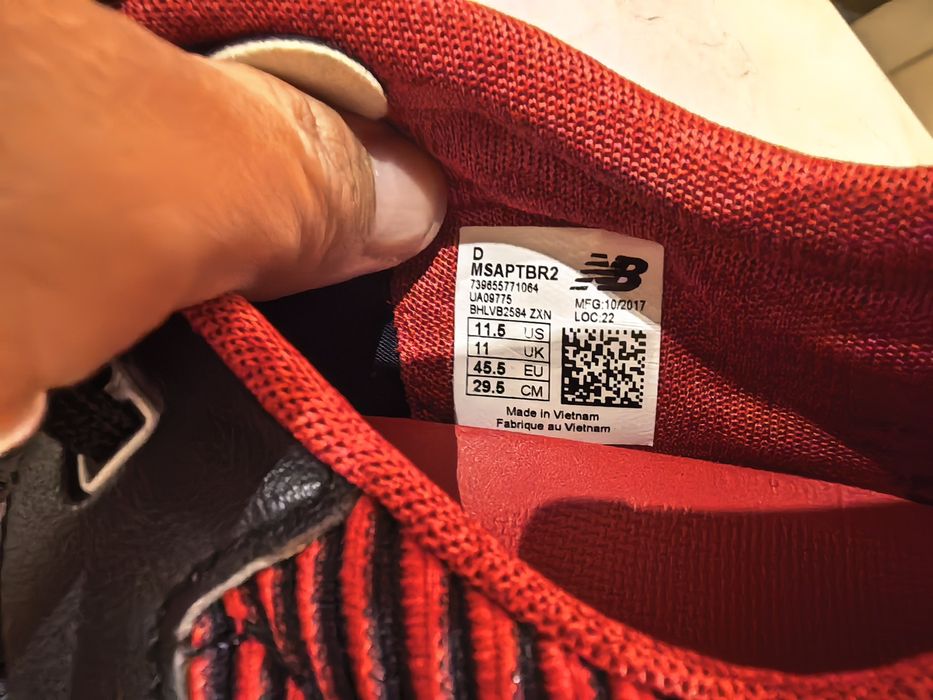 D
MSAPTBR2
739655771064
UA09775
BHLVB2584 ZXN
NB
MFG:10/2017
LOC:22
11.5 US
11 UK
45.5 EU
29.5 CM
Made in Vietnam
Fabrique au Vietnam